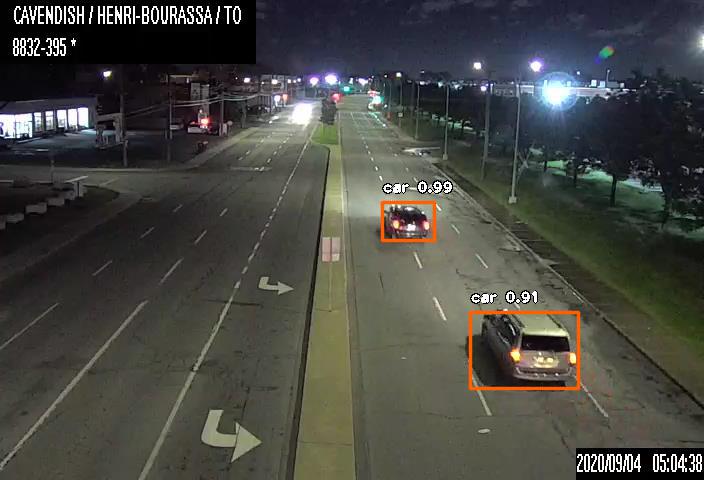 CAVENDISH / HENRI-BOURASSA / TO
8832-395 *
car 0.99
car 0.91
2020/09/04 05:04:38